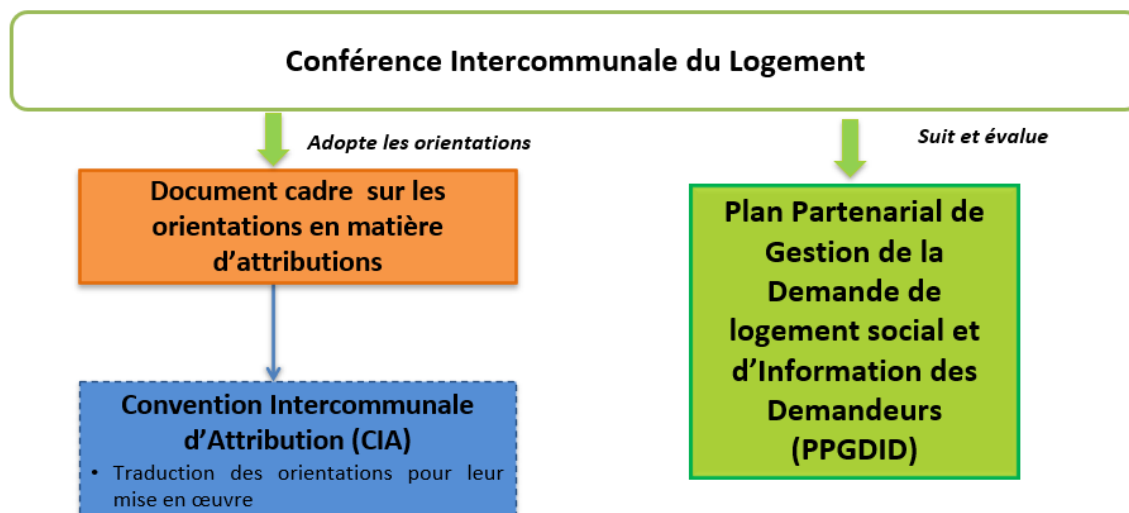 Conférence Intercommunale du Logement
Adopte les orientations
Suit et évalue
Document cadre sur les
orientations en matière
d'attributions
Plan Partenarial de
Gestion de la
Demande de
logement social et
d'Information des
Demandeurs
(PPGDID)
Convention Intercommunale
d'Attribution (CIA)
• Traduction des orientations pour leur
mise en œuvre